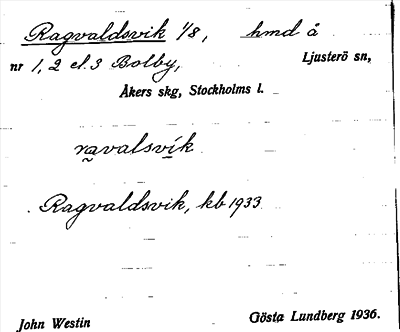 Ragvaldsvik 1/8, hmd å
nr 1, 2 el. 3 Bolby, Ljusterö sn,
Åkers skg, Stockholms l.
ravalsvik
Ragvaldsvik, kb 1933
John Westin Gösta Lundberg 1936.